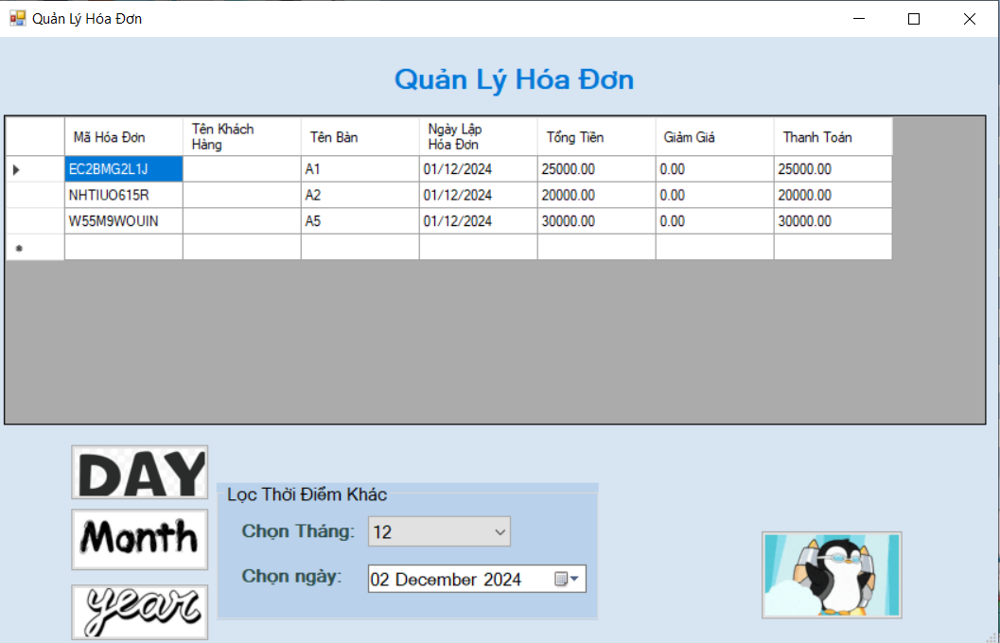 Quản Lý Hóa Đơn
Quản Lý Hóa Đơn
Mã Hóa Đơn Tên Khách Hàng Tên Bàn Ngày Lập Hóa Đơn Tổng Tiền Giảm Giá Thanh Toán
EC2BMG2L1J A1 01/12/2024 25000.00 0.00 25000.00
NHTIUO615R A2 01/12/2024 20000.00 0.00 20000.00
W55M9WOUIN A5 01/12/2024 30000.00 0.00 30000.00
DAY
Month
year
Lọc Thời Điểm Khác
Chọn Tháng: 12
Chọn ngày: 02 December 2024